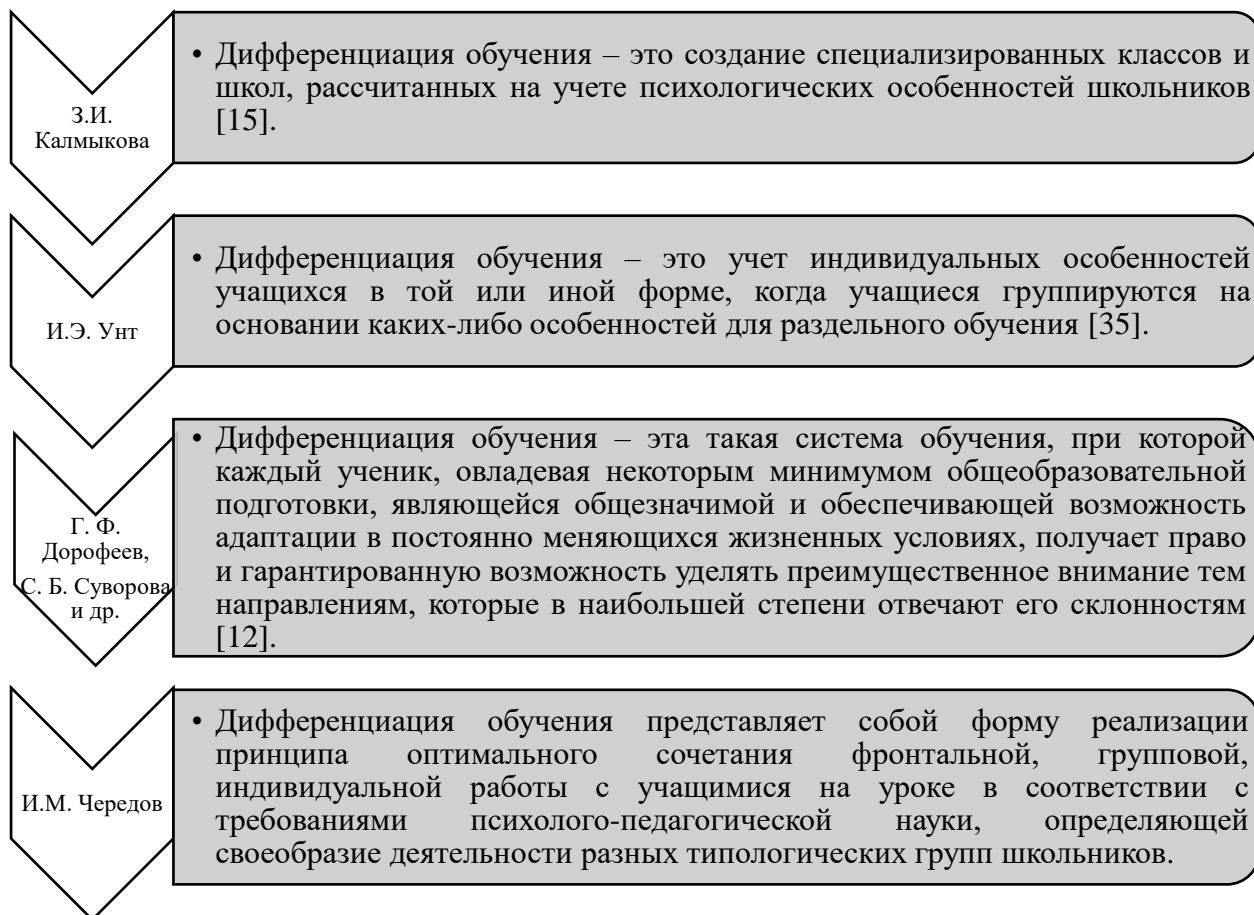 З.И.
Калмыкова
• Дифференциация обучения – это создание специализированных классов и
школ, рассчитанных на учете психологических особенностей школьников
[15].
И.Э. Унт
• Дифференциация обучения – это учет индивидуальных особенностей
учащихся в той или иной форме, когда учащиеся группируются на
основании каких-либо особенностей для раздельного обучения [35].
Г. Ф.
Дорофеев,
С. Б. Суворова
и др.
• Дифференциация обучения – эта такая система обучения, при которой
каждый ученик, овладевая некоторым минимумом общеобразовательной
подготовки, являющейся общезначимой и обеспечивающей возможность
адаптации в постоянно меняющихся жизненных условиях, получает право
и гарантированную возможность уделять преимущественное внимание тем
направлениям, которые в наибольшей степени отвечают его склонностям
[12].
И.М. Чередов
• Дифференциация обучения представляет собой форму реализации
принципа оптимального сочетания фронтальной, групповой,
индивидуальной работы с учащимися на уроке в соответствии с
требованиями психолого-педагогической науки, определяющей
своеобразие деятельности разных типологических групп школьников.